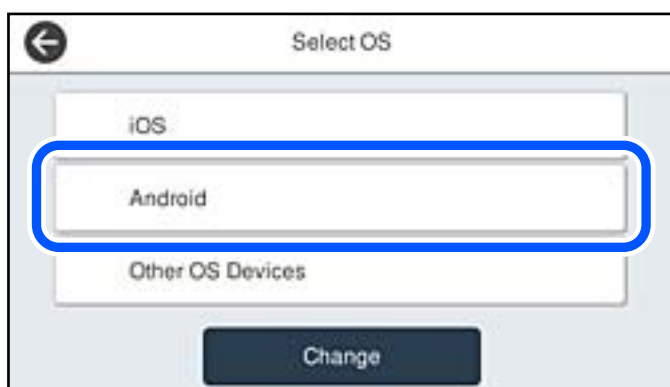 Select OS
iOS
Android
Other OS Devices
Change